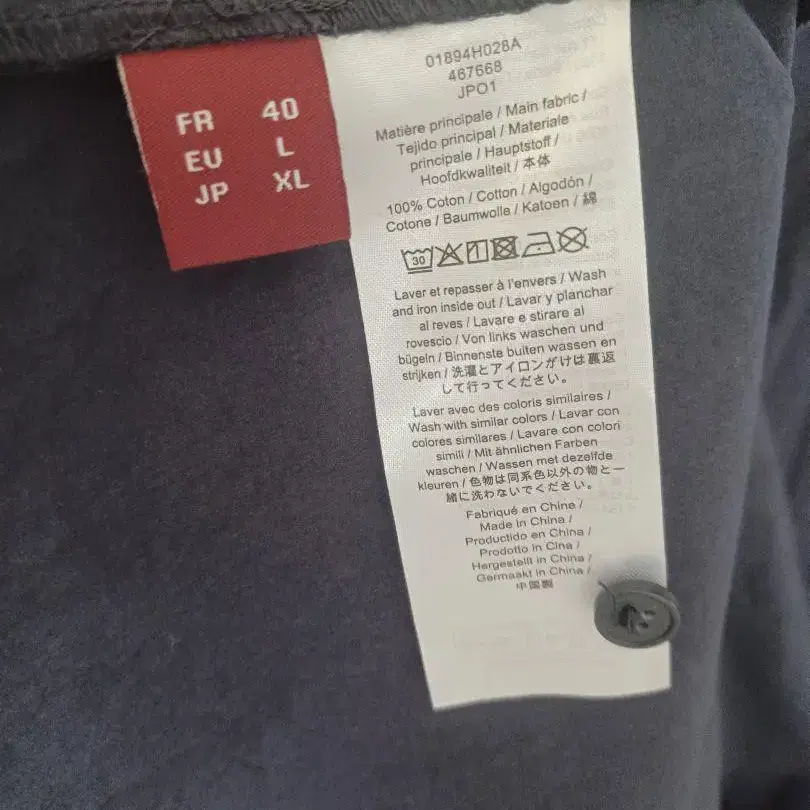 FR 40
EU L
JP XL
01894H028A
467668
JPO1
Matière principale / Main fabric /
Tejido principal / Materiale
principale / Hauptstoff /
Hoofdkwaliteit / 本体
100% Coton / Cotton / Algodón /
Cotone / Baumwolle / Katoen / 綿
30
Laver et repasser à l'envers / Wash
and iron inside out / Lavar y planchar
al reves / Lavare e stirare al
rovescio / Von links waschen und
bügeln / Binnenste buiten wassen en
strijken / 洗濯とアイロンがけは裏返
して行ってください。
Laver avec des coloris similaires /
Wash with similar colors / Lavar con
colores similares / Lavare con colori
simili / Mit ähnlichen Farben
waschen / Wassen met dezelfde
kleuren / 色物は同系色以外の物と一
緒に洗わないでください。
Fabriqué en Chine /
Made in China /
Productido en China /
Prodotto in Cina /
Hergestellt in China /
Germaakt in China /
中国製